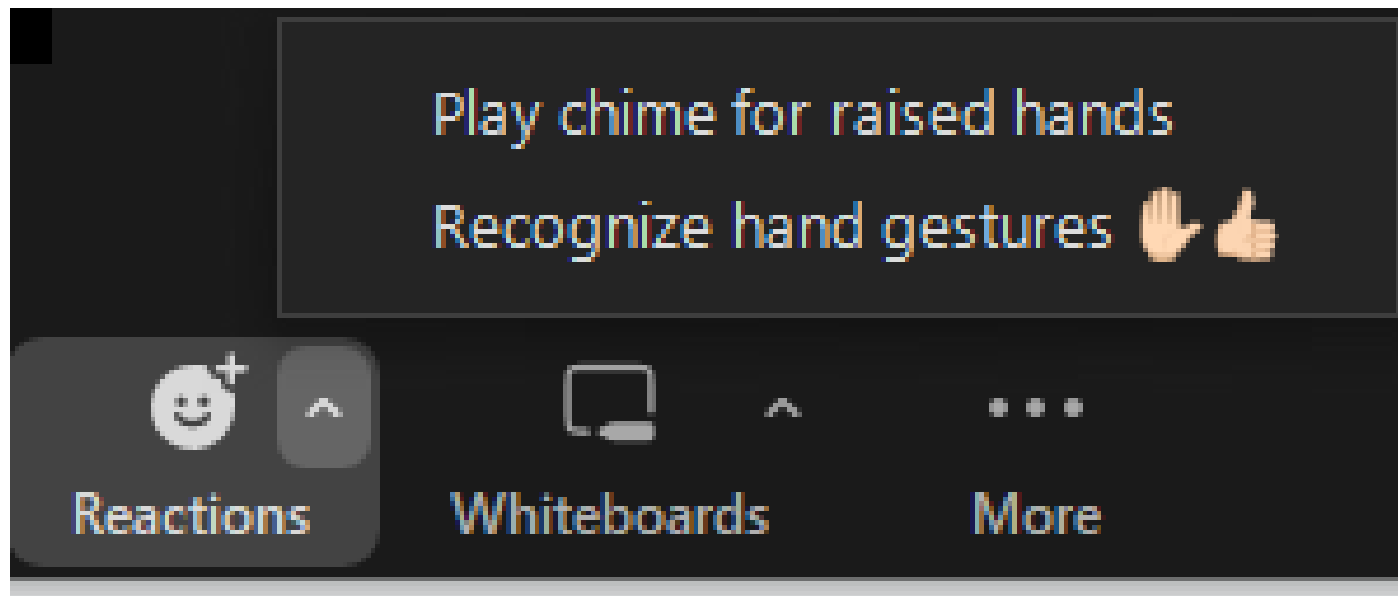 Play chime for raised hands
Recognize hand gestures ✋🏻👍🏻
Reactions
Whiteboards
More